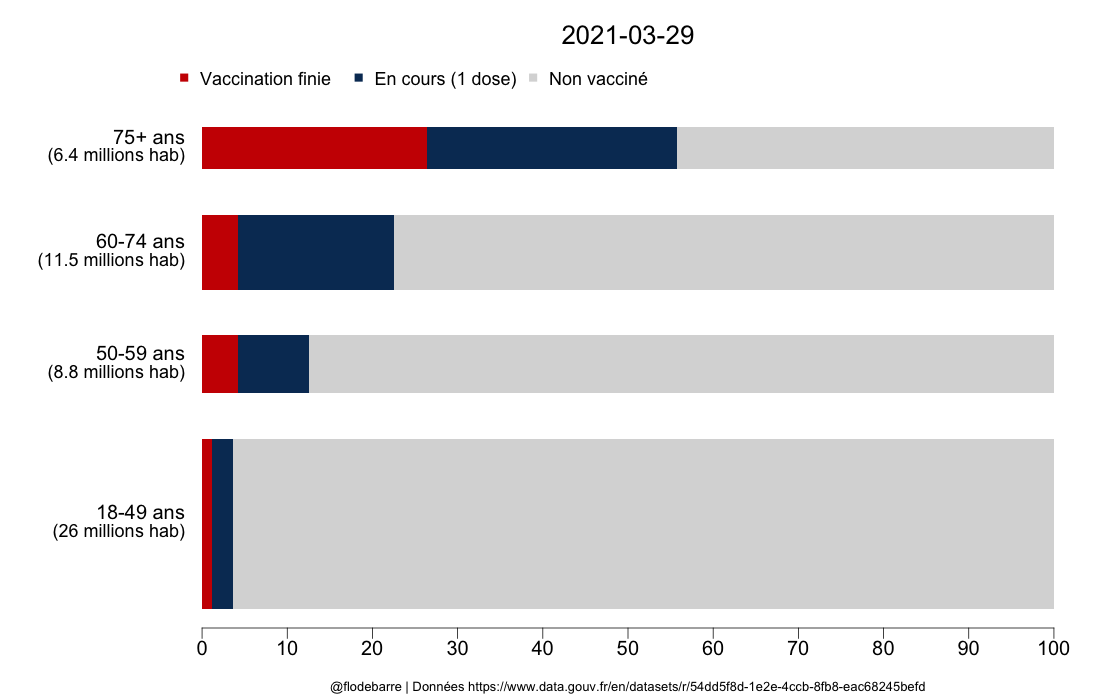 2021-03-29
Vaccination finie En cours (1 dose) Non vacciné
75+ ans
(6.4 millions hab)
60-74 ans
(11.5 millions hab)
50-59 ans
(8.8 millions hab)
18-49 ans
(26 millions hab)
0 10 20 30 40 50 60 70 80 90 100
@flodebarre | Données https://www.data.gouv.fr/en/datasets/r/54dd5f8d-1e2e-4ccb-8fb8-eac68245befd